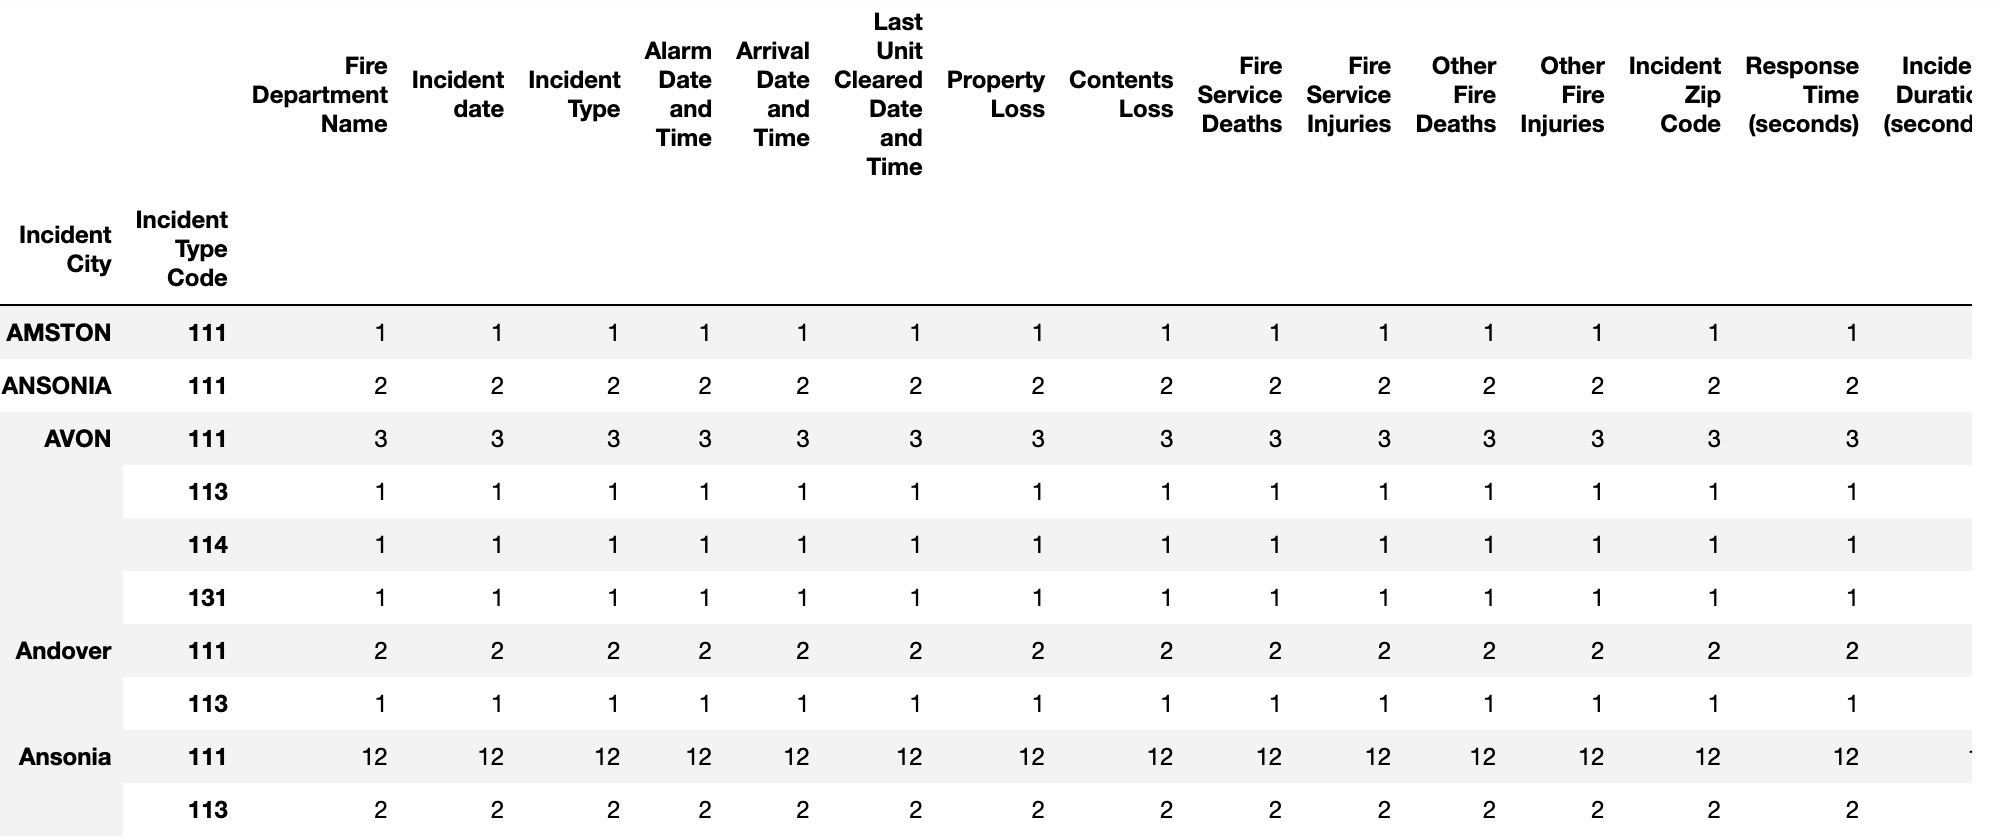 Fire
Department
Name
Incident
date
Incident
Type
Alarm
Date
and
Time
Arrival
Date
and
Time
Last
Unit
Cleared
Date
and
Time
Property
Loss
Contents
Loss
Fire
Service
Deaths
Fire
Service
Injuries
Other
Fire
Deaths
Other
Fire
Injuries
Incident
Zip
Code
Response
Time
(seconds)
Incide
Durati
(second
Incident
City
Incident
Type
Code
AMSTON 111 1 1 1 1 1 1 1 1 1 1 1 1 1 1
ANSONIA 111 2 2 2 2 2 2 2 2 2 2 2 2 2 2
AVON 111 3 3 3 3 3 3 3 3 3 3 3 3 3 3
113 1 1 1 1 1 1 1 1 1 1 1 1 1 1
114 1 1 1 1 1 1 1 1 1 1 1 1 1 1
131 1 1 1 1 1 1 1 1 1 1 1 1 1 1
Andover 111 2 2 2 2 2 2 2 2 2 2 2 2 2 2
113 1 1 1 1 1 1 1 1 1 1 1 1 1 1
Ansonia 111 12 12 12 12 12 12 12 12 12 12 12 12 12 12
113 2 2 2 2 2 2 2 2 2 2 2 2 2 2